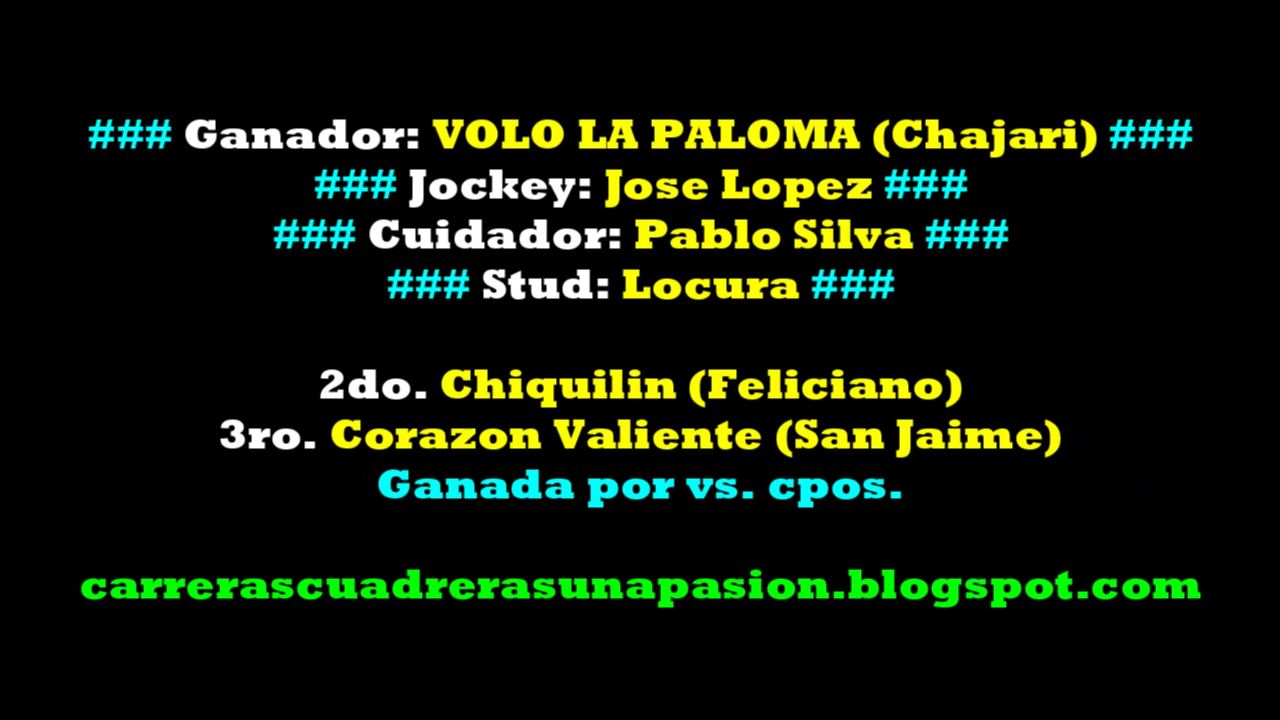 ### Ganador: VOLO LA PALOMA (Chajari) ###
### Jockey: Jose Lopez ###
### Cuidador: Pablo Silva ###
### Stud: Locura ###
2do. Chiquilin (Feliciano)
3ro. Corazon Valiente (San Jaime)
Ganada por vs. cpos.
carrerascuadrerasunapasion.blogspot.com